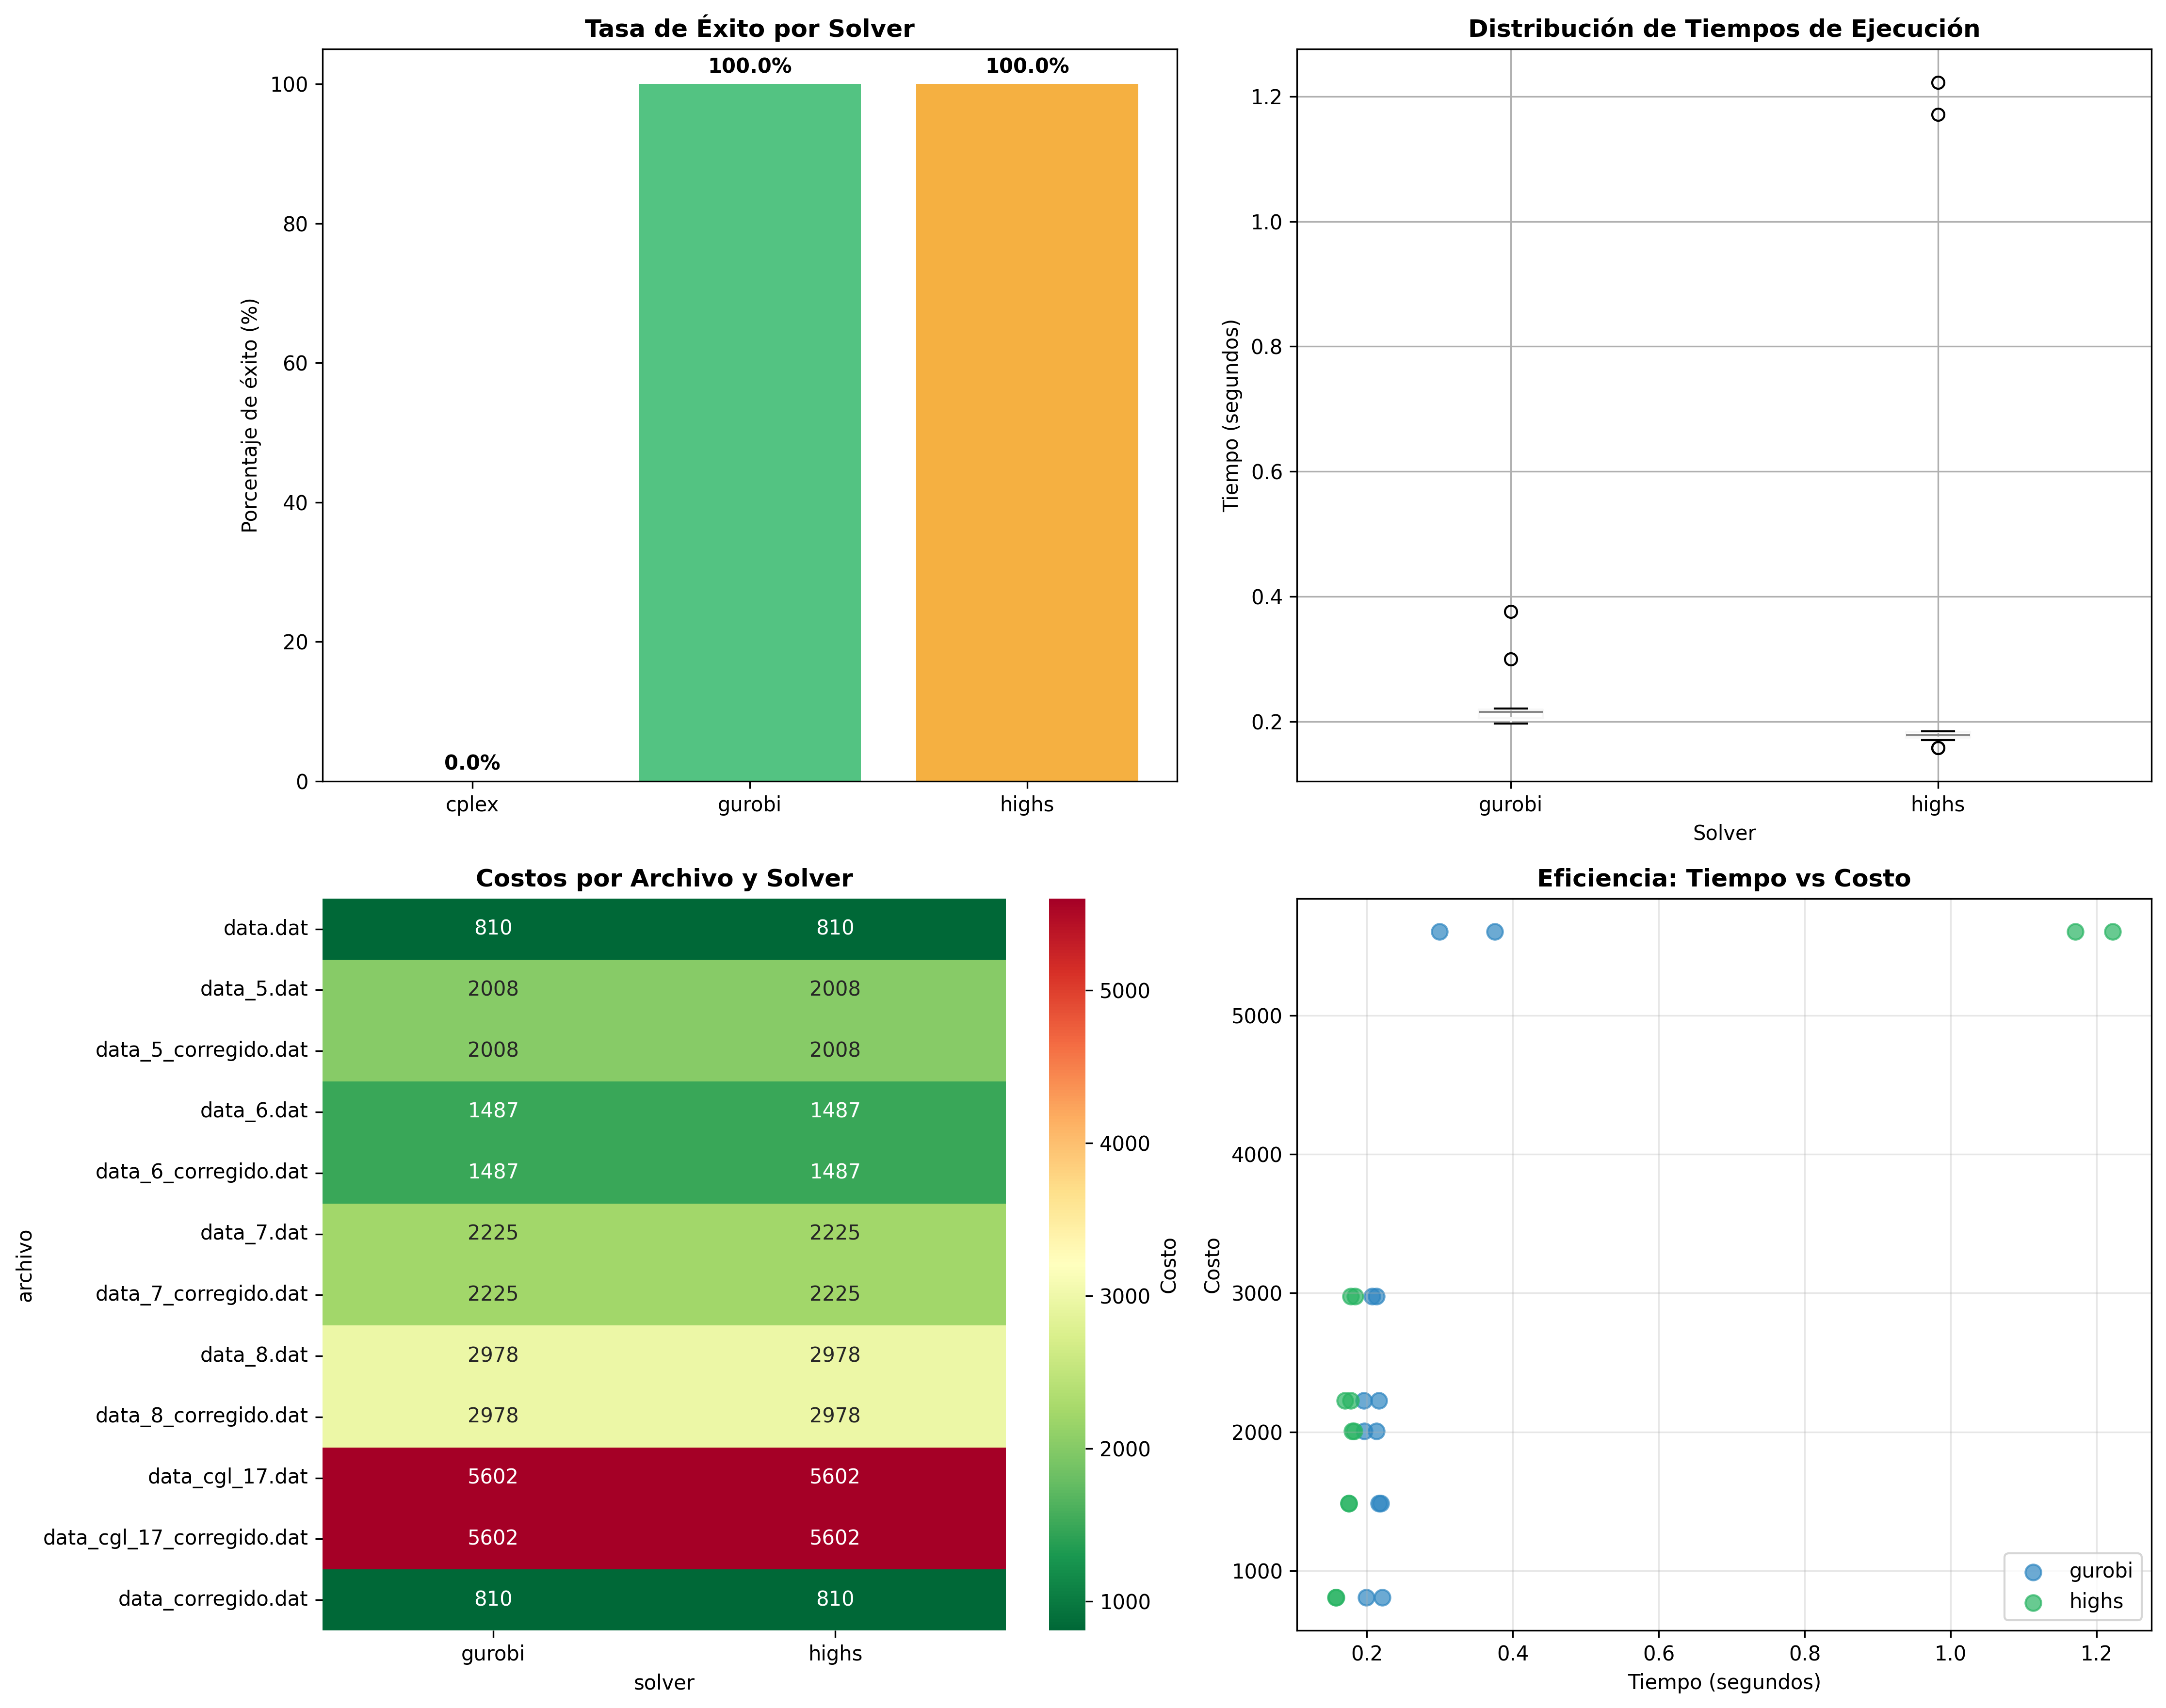 Tasa de Éxito por Solver
Porcentaje de éxito (%)
100
80
60
40
20
0
0.0%
100.0%
100.0%
cplex
gurobi
highs
Distribución de Tiempos de Ejecución
Tiempo (segundos)
1.2
1.0
0.8
0.6
0.4
0.2
gurobi
highs
Solver
Costos por Archivo y Solver
archivo
data.dat 810 810
data_5.dat 2008 2008
data_5_corregido.dat 2008 2008
data_6.dat 1487 1487
data_6_corregido.dat 1487 1487
data_7.dat 2225 2225
data_7_corregido.dat 2225 2225
data_8.dat 2978 2978
data_8_corregido.dat 2978 2978
data_cgl_17.dat 5602 5602
data_cgl_17_corregido.dat 5602 5602
data_corregido.dat 810 810
gurobi
highs
solver
5000
4000
3000
2000
1000
Costo
Eficiencia: Tiempo vs Costo
Costo
5000
4000
3000
2000
1000
gurobi
highs
0.2
0.4
0.6
0.8
1.0
1.2
Tiempo (segundos)